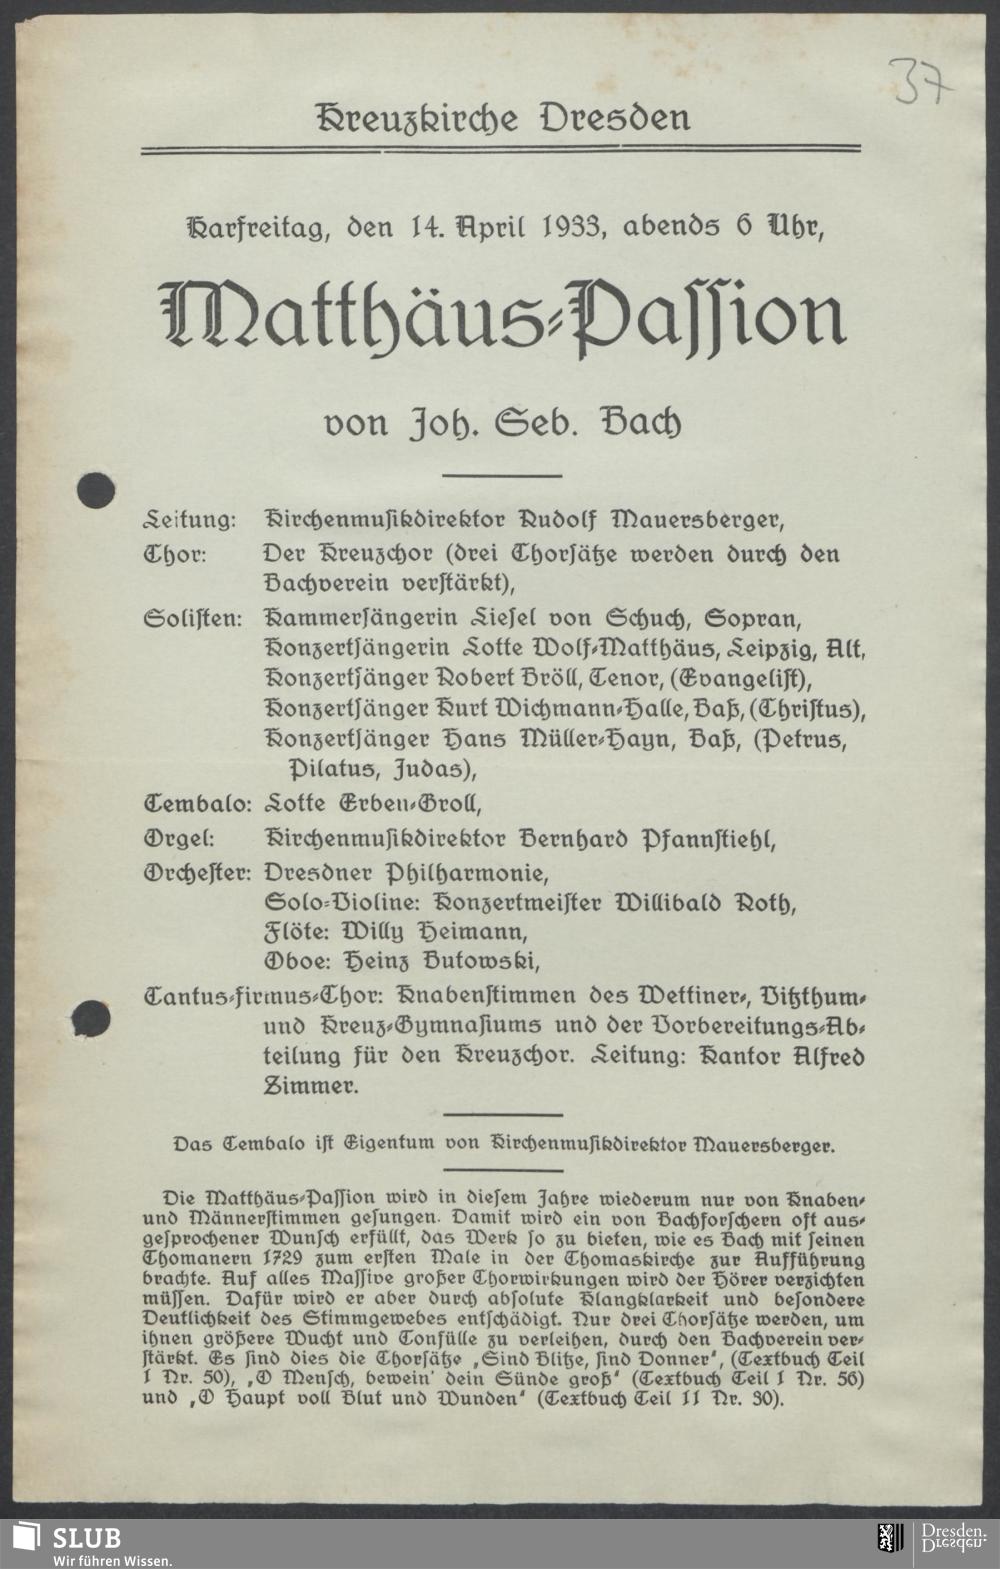 37
Kreuzkirche Dresden
Karfreitag, den 14. April 1933, abends 6 Uhr,
Matthäus-Passion
von Joh. Seb. Bach
Leitung: Kirchenmusikdirektor Rudolf Mauersberger,
Chor: Der Kreuzchor (drei Chorsätze werden durch den
Bachverein verstärkt),
Solisten: Kammersängerin Liesel von Schuch, Sopran,
Konzertsängerin Lotte Wolf-Matthäus, Leipzig, Alt,
Konzertsänger Robert Bröll, Tenor, (Evangelist),
Konzertsänger Kurt Wichmann-Halle, Baß, (Christus),
Konzertsänger Hans Müller-Hayn, Baß, (Petrus,
Pilatus, Judas),
Cembalo: Lotte Erben-Groll,
Orgel: Kirchenmusikdirektor Bernhard Pfannstiehl,
Orchester: Dresdner Philharmonie,
Solo-Violine: Konzertmeister Willibald Roth,
Flöte: Willy Heimann,
Oboe: Heinz Butowski,
Cantus-firmus-Chor: Knabenstimmen des Wettiner-, Vitzthum-
und Kreuz-Gymnasiums und der Vorbereitungs-Ab-
teilung für den Kreuzchor. Leitung: Kantor Alfred
Zimmer.
Das Cembalo ist Eigentum von Kirchenmusikdirektor Mauersberger.
Die Matthäus-Passion wird in diesem Jahre wiederum nur von Knaben-
und Männerstimmen gesungen. Damit wird ein von Bachforschern oft aus-
gesprochener Wunsch erfüllt, das Werk so zu bieten, wie es Bach mit seinen
Thomanern 1729 zum ersten Male in der Thomaskirche zur Aufführung
brachte. Auf alles Massive großer Chorwirkungen wird der Hörer verzichten
müssen. Dafür wird er aber durch absolute Klangklarkeit und besondere
Deutlichkeit des Stimmgewebes entschädigt. Nur drei Chorsätze werden, um
ihnen größere Wucht und Tonfülle zu verleihen, durch den Bachverein ver-
stärkt. Es sind dies die Chorsätze „Sind Blitze, sind Donner“, (Textbuch Teil
I Nr. 50), „O Mensch, bewein' dein Sünde groß“ (Textbuch Teil I Nr. 56)
und „O Haupt voll Blut und Wunden“ (Textbuch Teil II Nr. 30).
SLUB
Wir führen Wissen.
Dresden.
Dresden.